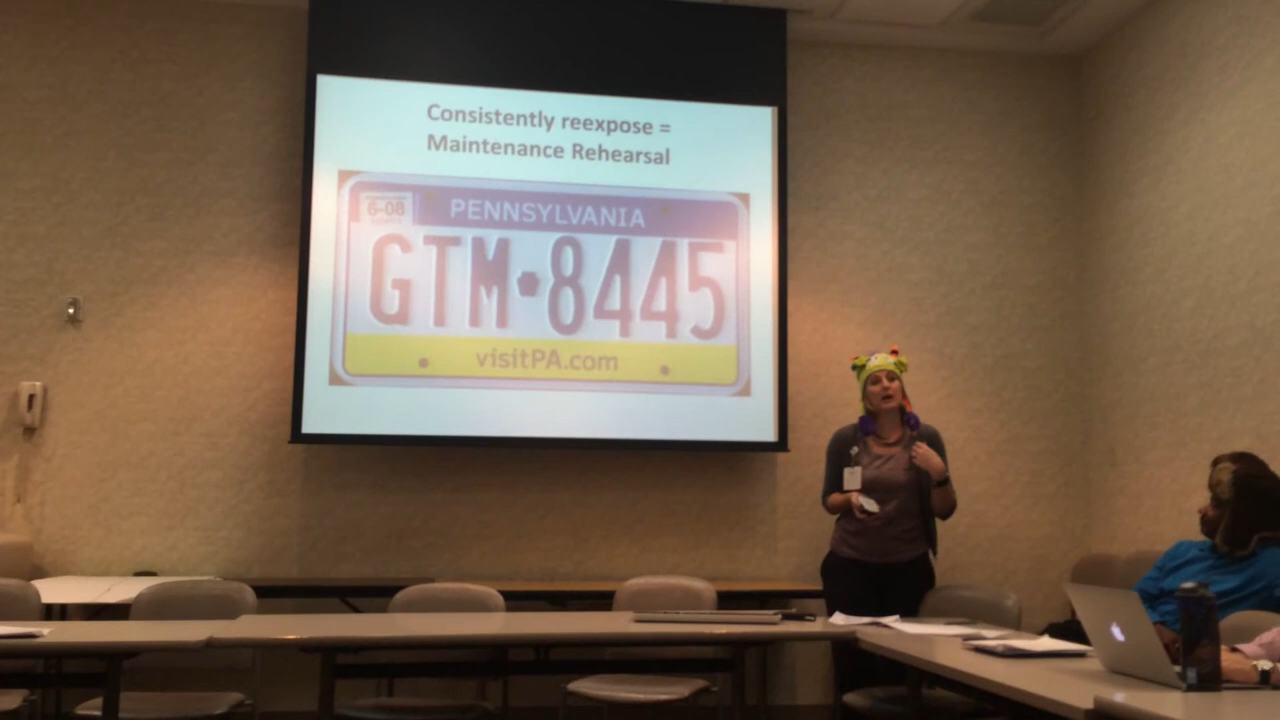 Consistently reexpose =
Maintenance Rehearsal
6-08
PENNSYLVANIA
GTM 8445
visitPA.com